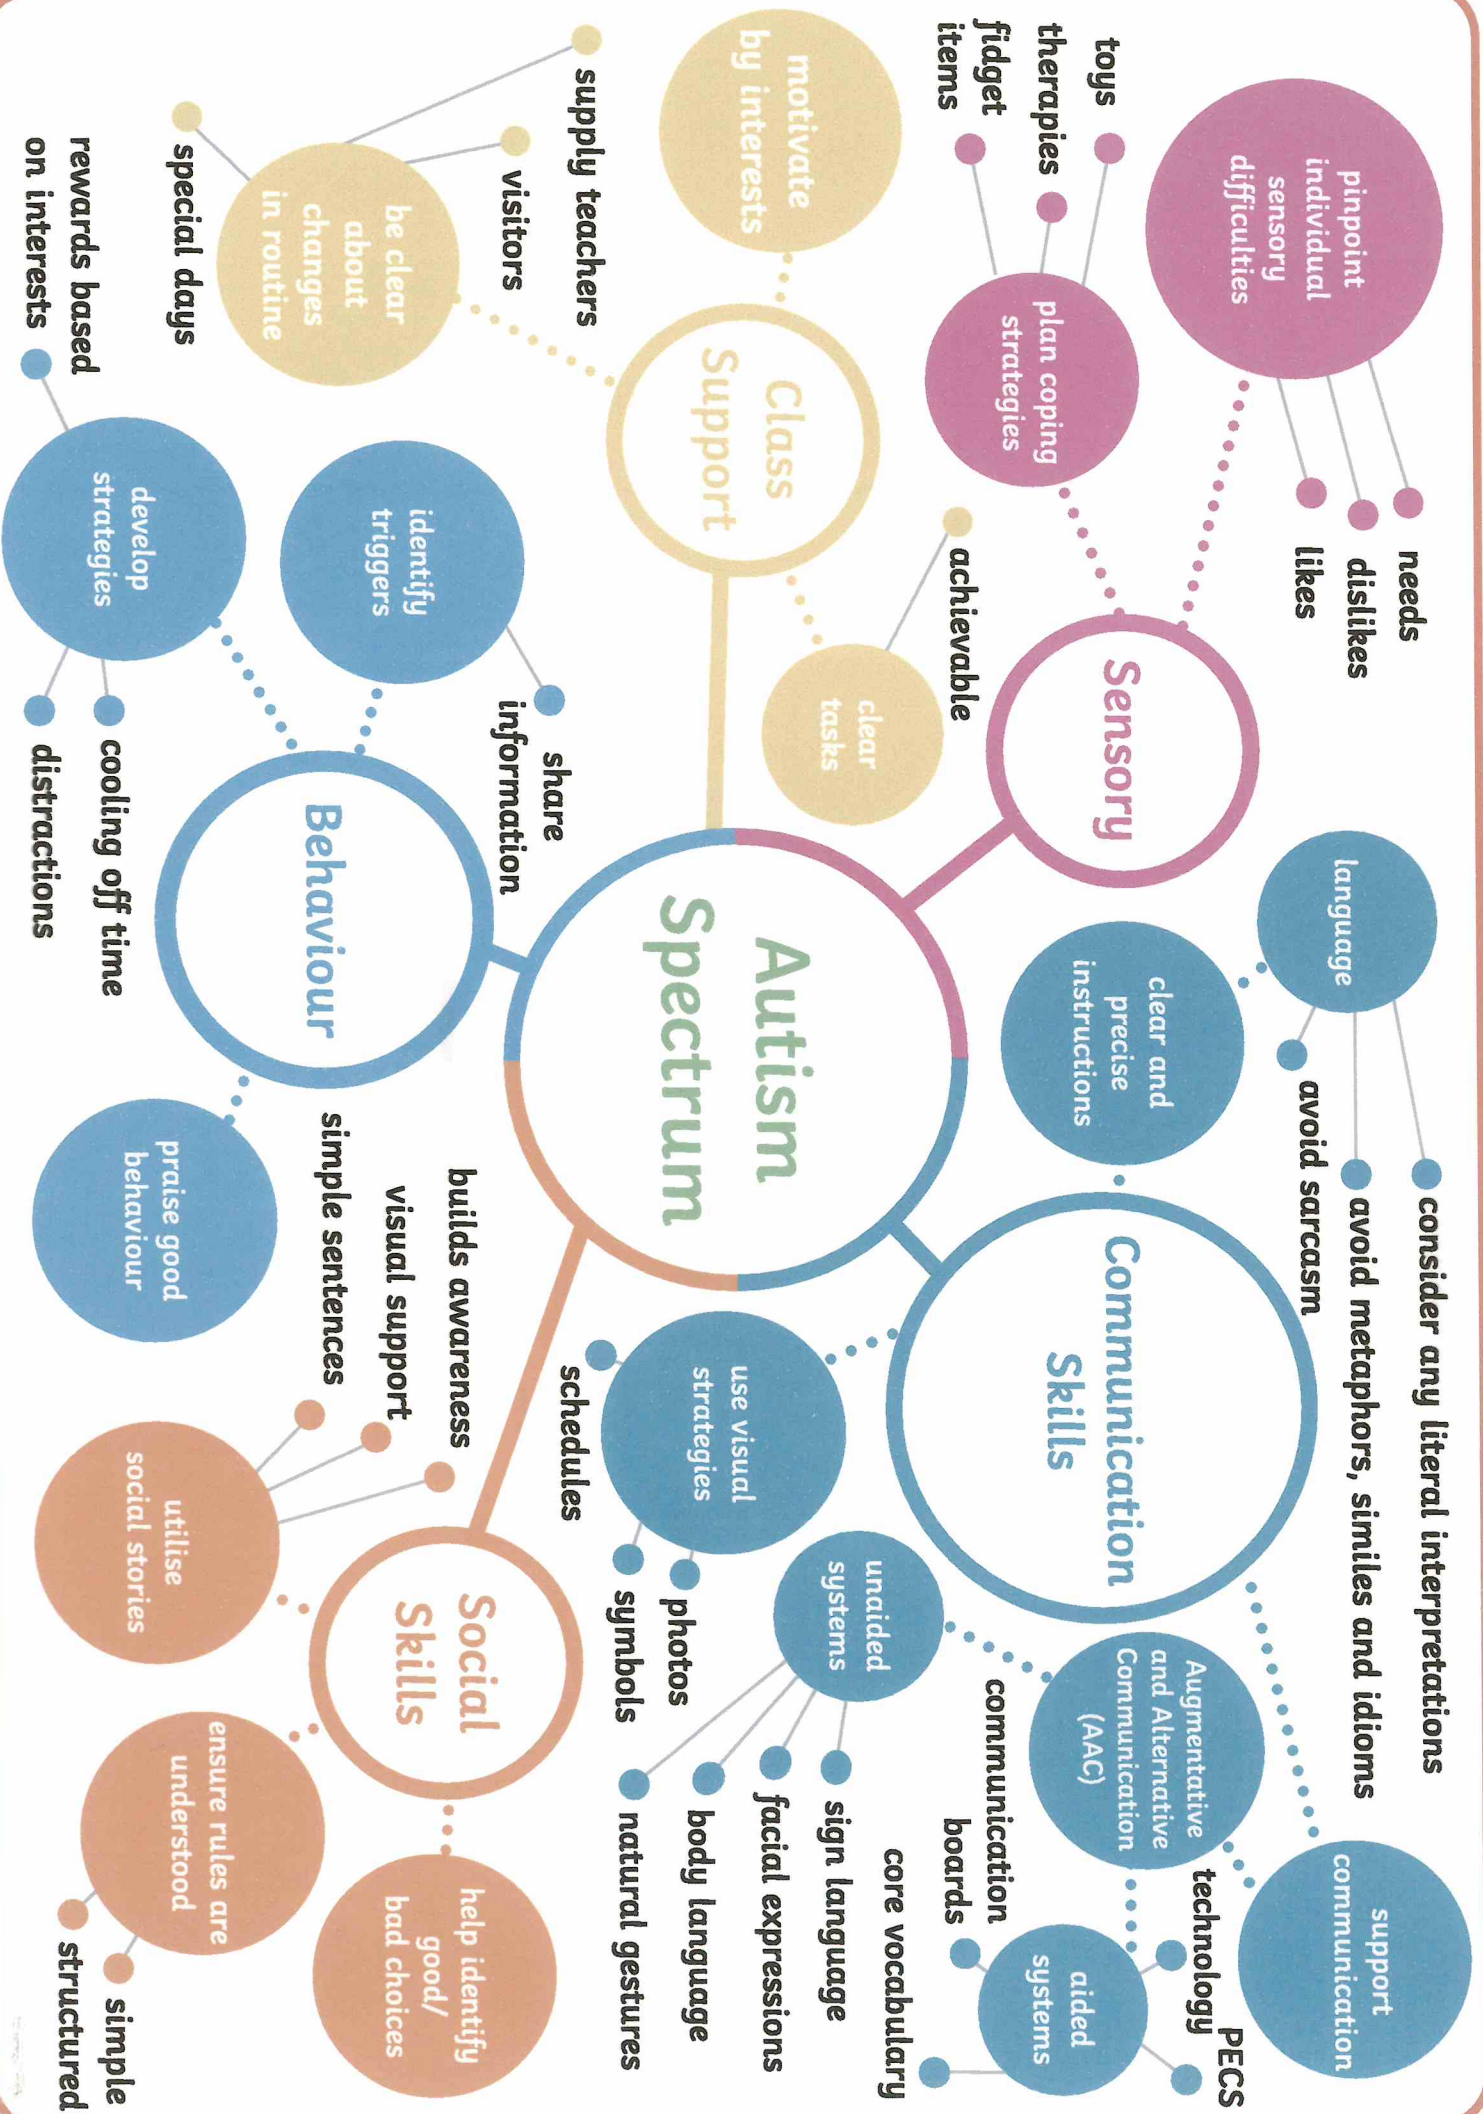 pinpoint
individual
sensory
difficulties
needs
dislikes
likes
toys
therapies
fidget
items
plan coping
strategies
Sensory
language
consider any literal interpretations
avoid metaphors, similes and idioms
avoid sarcasm
clear and
precise
instructions
Communication
Skills
support
communication
Augmentative
and Alternative
Communication
(AAC)
technology
PECS
aided
systems
communication
boards
core vocabulary
unaided
systems
sign language
facial expressions
body language
natural gestures
use visual
strategies
schedules
photos
symbols
motivate
by interests
Class
Support
achievable
clear
tasks
supply teachers
visitors
special days
be clear
about
changes
in routine
Autism
Spectrum
identify
triggers
share
information
rewards based
on interests
develop
strategies
cooling off time
distractions
Behaviour
praise good
behaviour
builds awareness
visual support
simple sentences
utilise
social stories
Social
Skills
ensure rules are
understood
simple
structured
help identify
good/
bad choices